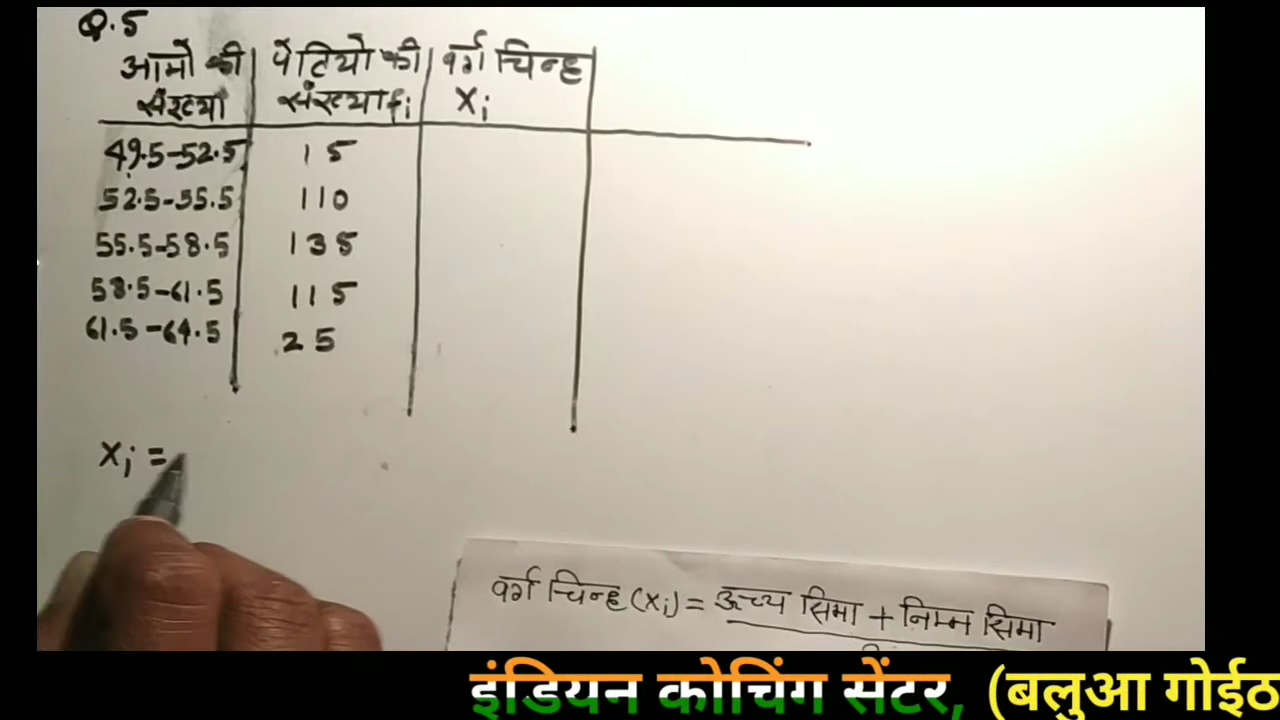 Q.5
आमों की संख्या | पेटियों की संख्या fi | वर्ग चिन्ह Xi
49.5-52.5 15
52.5-55.5 110
55.5-58.5 135
58.5-61.5 115
61.5-64.5 25
Xi =
वर्ग चिन्ह (Xi) = ऊच्च सिमा + निम्न सिमा
इंडियन कोचिंग सेंटर, (बलुआ गोईठ